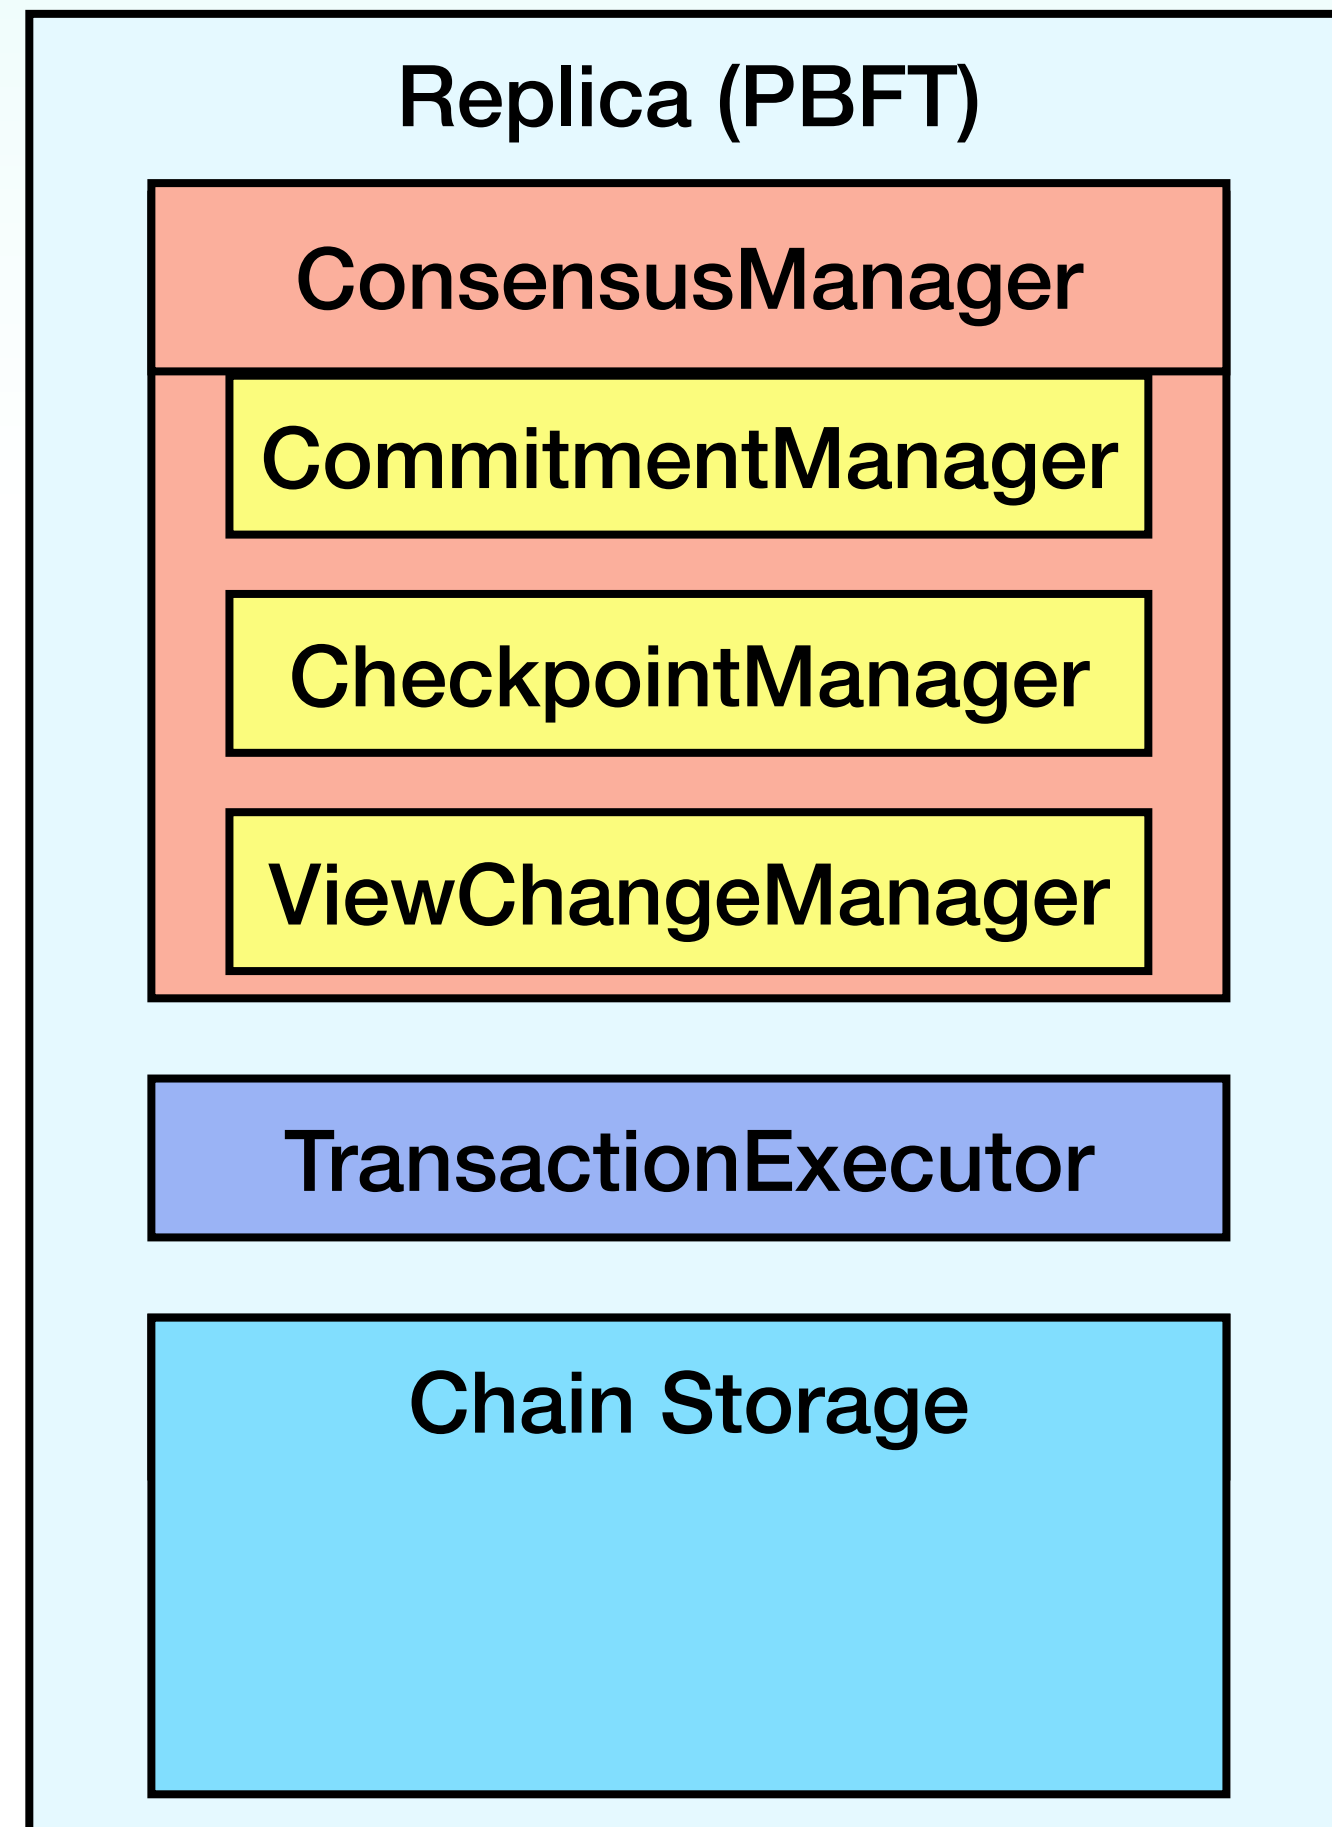 Replica (PBFT)
ConsensusManager
CommitmentManager
CheckpointManager
ViewChangeManager
TransactionExecutor
Chain Storage